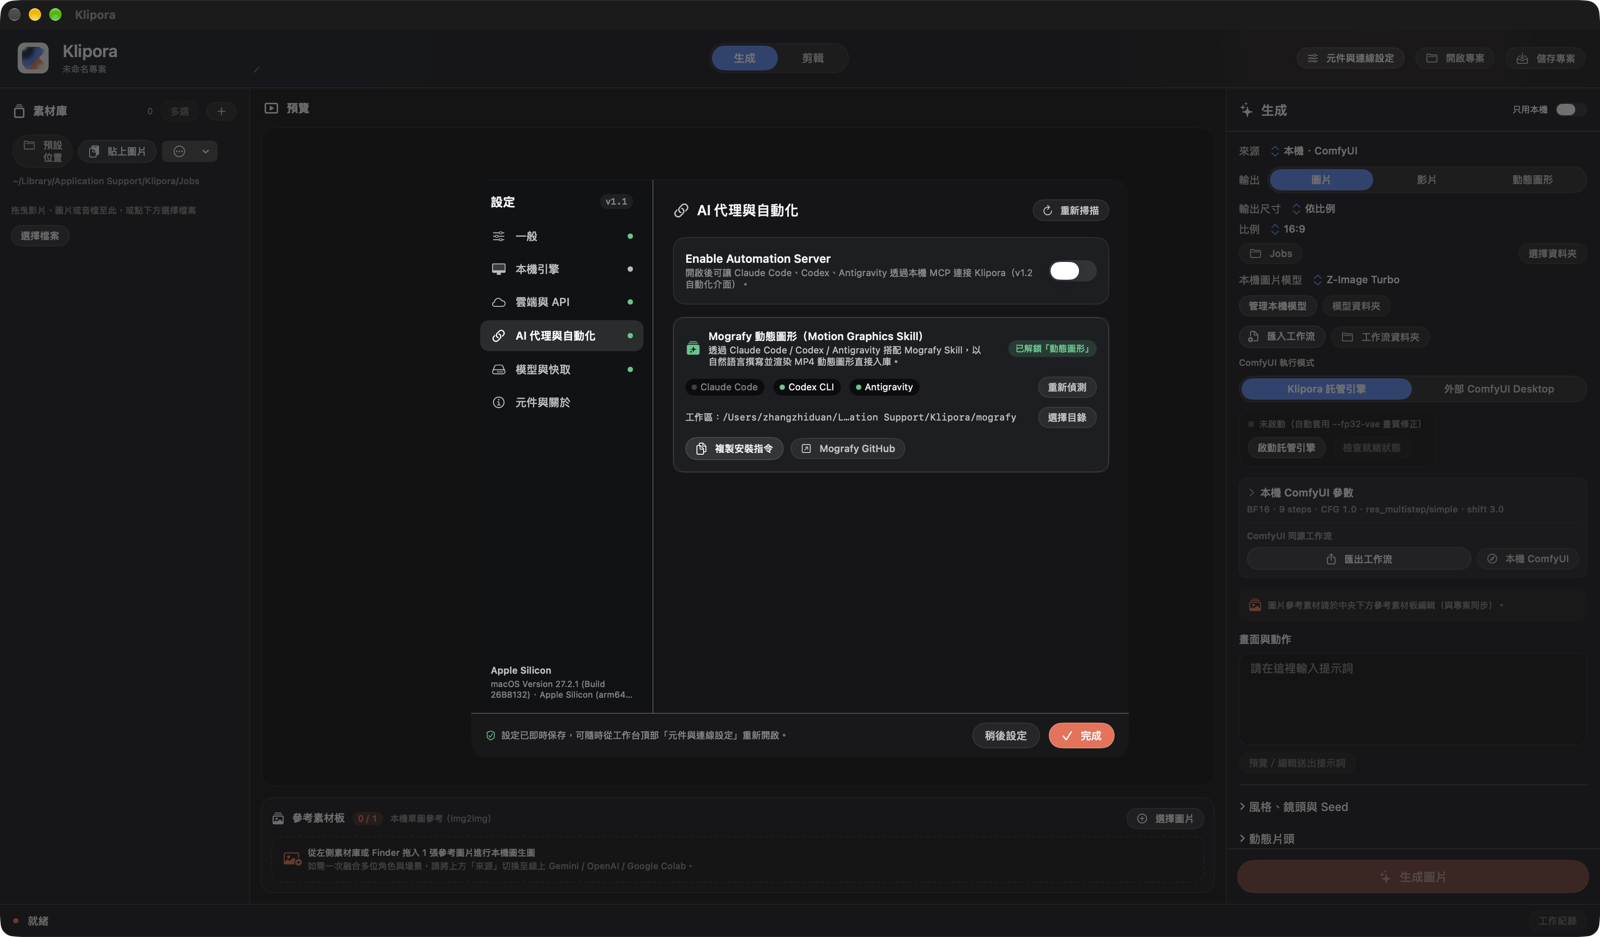 Klipora
Klipora
未命名專案
生成
剪輯
元件與連線設定
開啟專案
儲存專案
素材庫
0
多選
預設
位置
貼上圖片
~/Library/Application Support/Klipora/Jobs
拖曳影片、圖片或音檔至此，或點下方選擇檔案
選擇檔案
預覽
設定
v1.1
一般
本機引擎
雲端與 API
AI 代理與自動化
模型與快取
元件與關於
Apple Silicon
macOS Version 27.2.1 (Build
26B8132) · Apple Silicon (arm64...
AI 代理與自動化
重新掃描
Enable Automation Server
開啟後可讓 Claude Code、Codex、Antigravity 透過本機 MCP 連接 Klipora（v1.2
自動化介面）。
Mografy 動態圖形（Motion Graphics Skill）
透過 Claude Code / Codex / Antigravity 搭配 Mografy Skill，以
自然語言撰寫並渲染 MP4 動態圖形直接入庫。
已解鎖「動態圖形」
Claude Code
Codex CLI
Antigravity
重新偵測
工作區：/Users/zhangzhiduan/L…ation Support/Klipora/mografy
選擇目錄
複製安裝指令
Mografy GitHub
設定已即時保存，可隨時從工作台頂部「元件與連線設定」重新開啟。
稍後設定
完成
參考素材板
0 / 1
本機單圖參考 (Img2Img)
選擇圖片
從左側素材庫或 Finder 拖入 1 張參考圖片進行本機圖生圖
如需一次融合多位角色與場景，請將上方「來源」切換至線上 Gemini / OpenAI / Google Colab。
生成
只用本機
來源
本機 · ComfyUI
輸出
圖片
影片
動態圖形
輸出尺寸
依比例
比例
16:9
Jobs
選擇資料夾
本機圖片模型
Z-Image Turbo
管理本機模型
模型資料夾
匯入工作流
工作流資料夾
ComfyUI 執行模式
Klipora 託管引擎
外部 ComfyUI Desktop
未啟動（自動套用 --fp32-vae 畫質修正）
啟動託管引擎
檢查就緒狀態
本機 ComfyUI 參數
BF16 · 9 steps · CFG 1.0 · res_multistep/simple · shift 3.0
ComfyUI 同源工作流
匯出工作流
本機 ComfyUI
圖片參考素材請於中央下方參考素材板編輯（與專案同步）。
畫面與動作
請在這裡輸入提示詞
預覽 / 編輯送出提示詞
風格、鏡頭與 Seed
動態片頭
生成圖片
就緒
工作紀錄